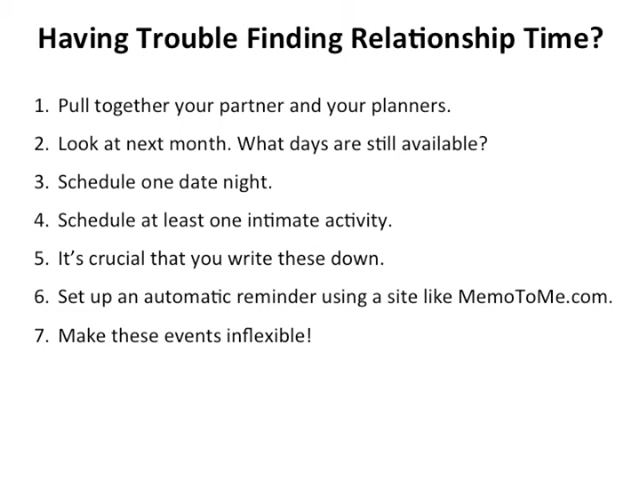 Having Trouble Finding Relationship Time?
1. Pull together your partner and your planners.
2. Look at next month. What days are still available?
3. Schedule one date night.
4. Schedule at least one intimate activity.
5. It’s crucial that you write these down.
6. Set up an automatic reminder using a site like MemoToMe.com.
7. Make these events inflexible!